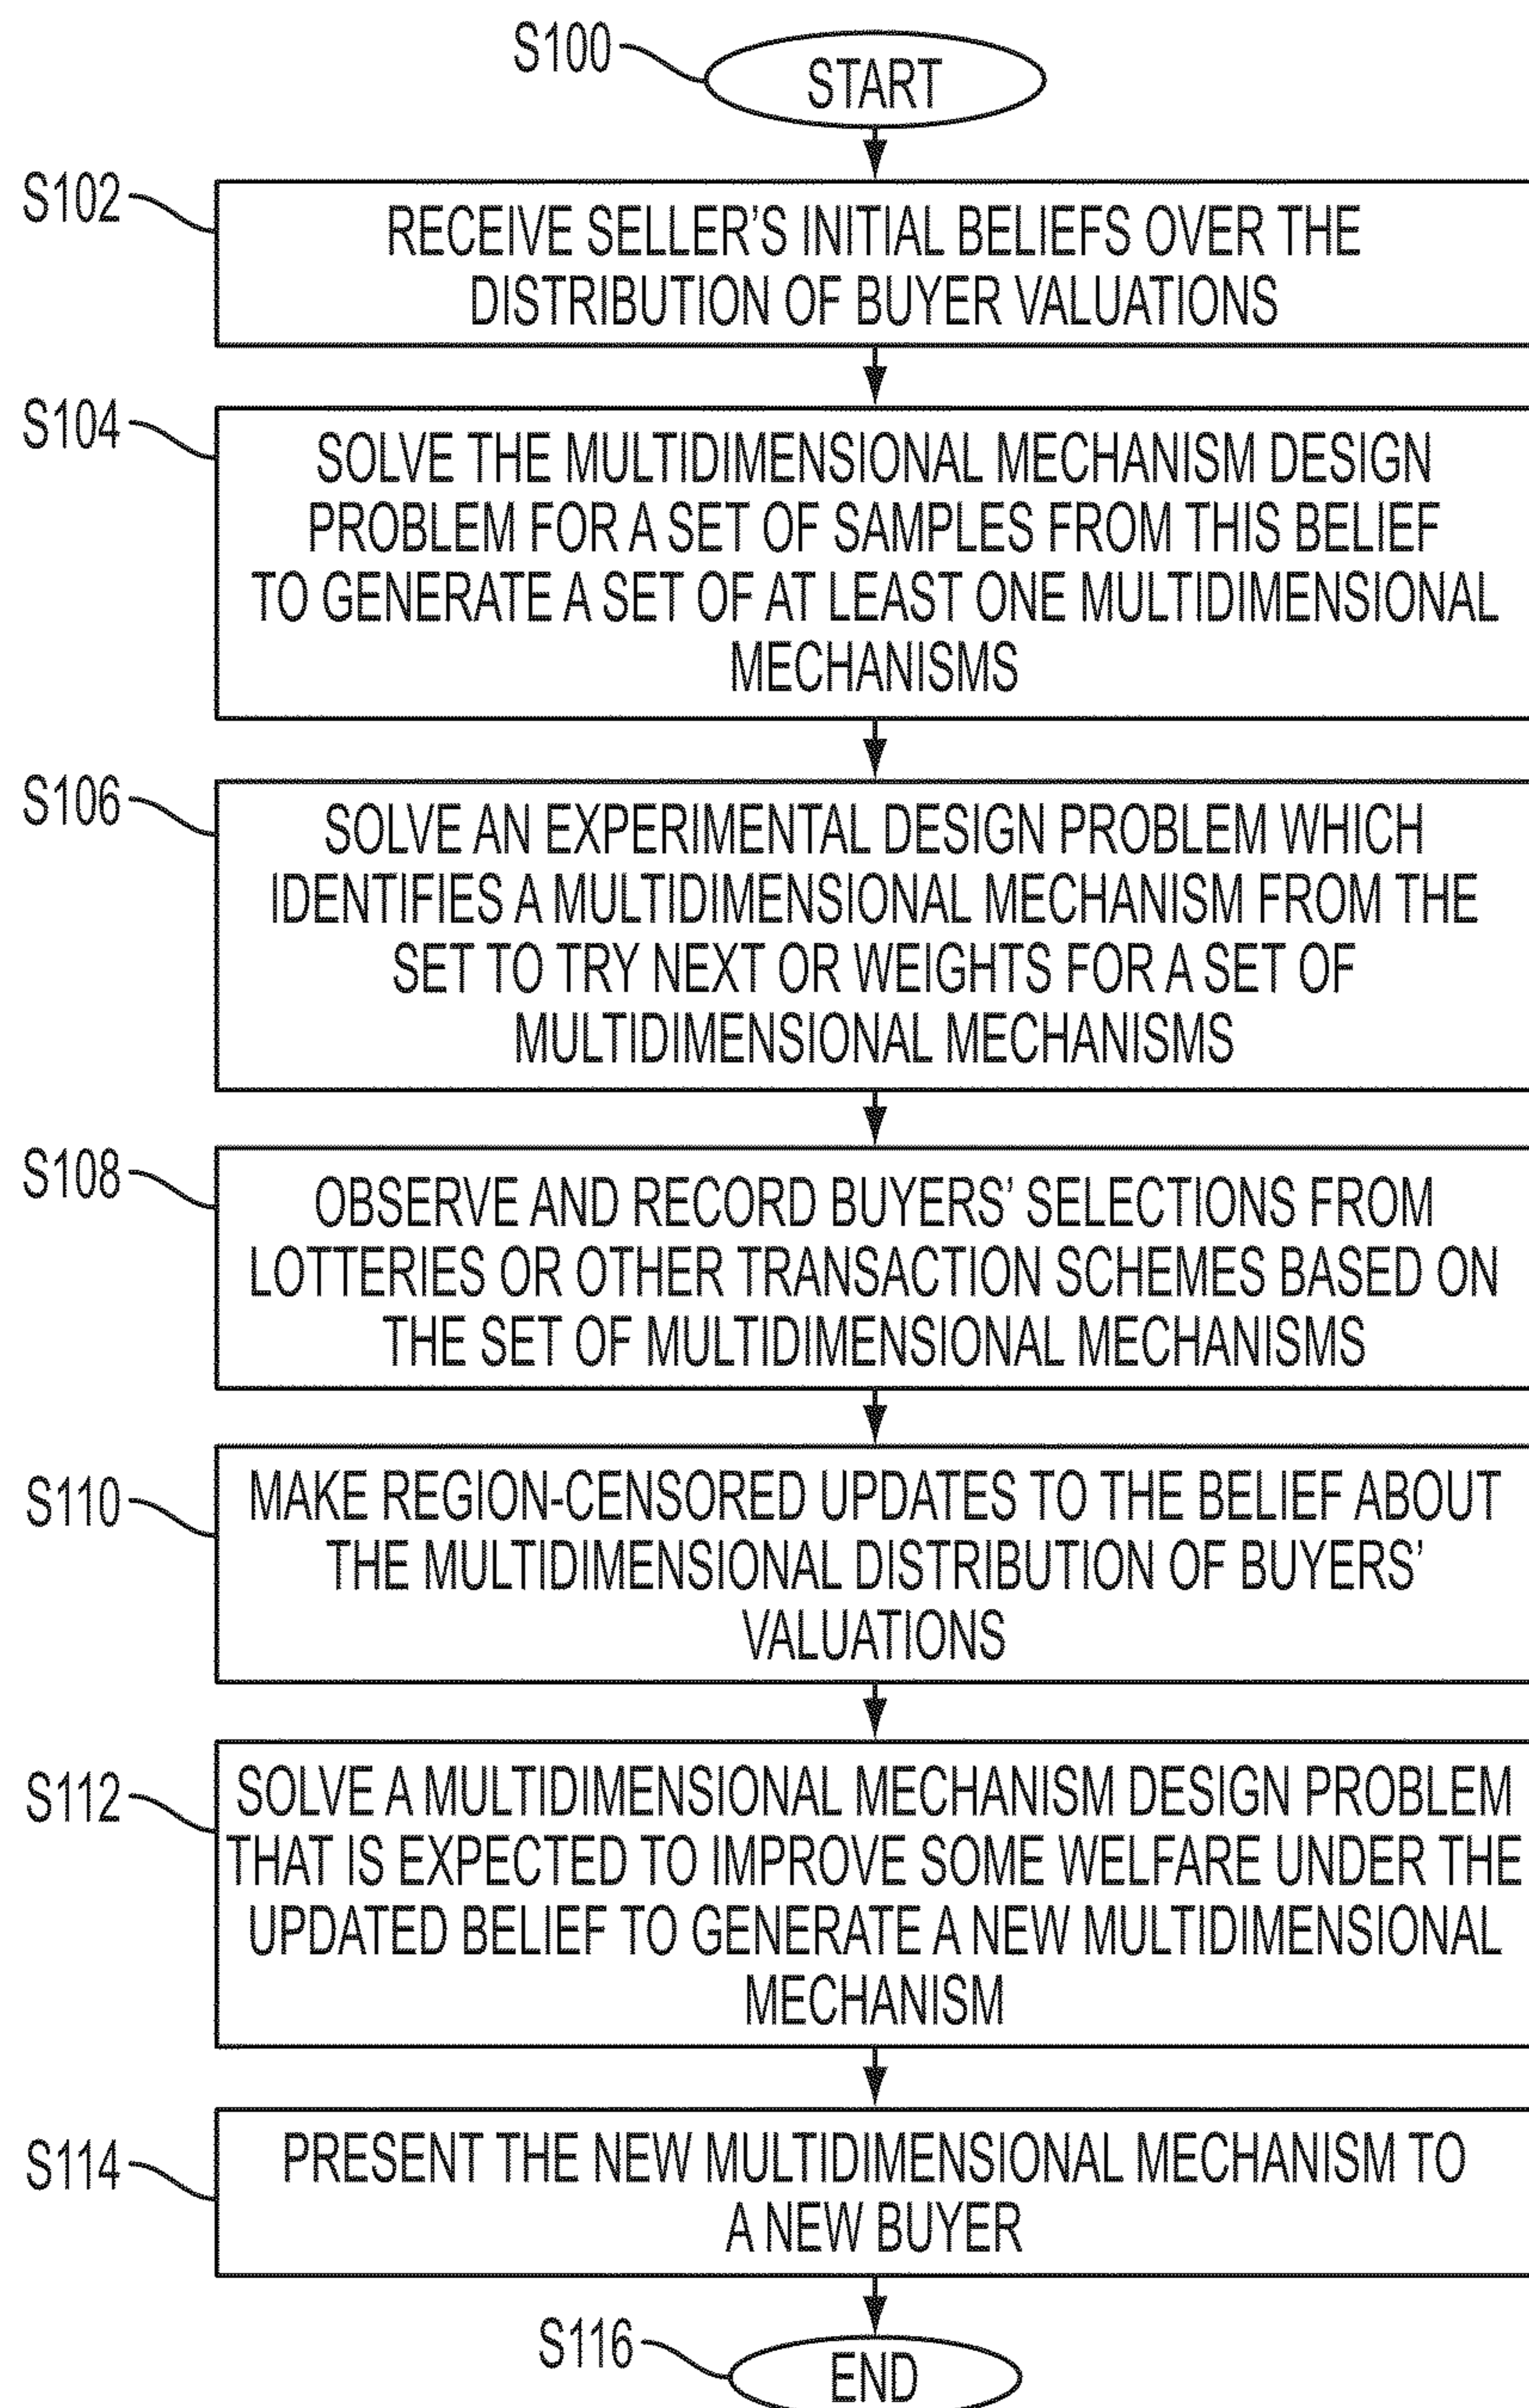 S100
START
S102
RECEIVE SELLER'S INITIAL BELIEFS OVER THE
DISTRIBUTION OF BUYER VALUATIONS
S104
SOLVE THE MULTIDIMENSIONAL MECHANISM DESIGN
PROBLEM FOR A SET OF SAMPLES FROM THIS BELIEF
TO GENERATE A SET OF AT LEAST ONE MULTIDIMENSIONAL
MECHANISMS
S106
SOLVE AN EXPERIMENTAL DESIGN PROBLEM WHICH
IDENTIFIES A MULTIDIMENSIONAL MECHANISM FROM THE
SET TO TRY NEXT OR WEIGHTS FOR A SET OF
MULTIDIMENSIONAL MECHANISMS
S108
OBSERVE AND RECORD BUYERS' SELECTIONS FROM
LOTTERIES OR OTHER TRANSACTION SCHEMES BASED ON
THE SET OF MULTIDIMENSIONAL MECHANISMS
S110
MAKE REGION-CENSORED UPDATES TO THE BELIEF ABOUT
THE MULTIDIMENSIONAL DISTRIBUTION OF BUYERS'
VALUATIONS
S112
SOLVE A MULTIDIMENSIONAL MECHANISM DESIGN PROBLEM
THAT IS EXPECTED TO IMPROVE SOME WELFARE UNDER THE
UPDATED BELIEF TO GENERATE A NEW MULTIDIMENSIONAL
MECHANISM
S114
PRESENT THE NEW MULTIDIMENSIONAL MECHANISM TO
A NEW BUYER
S116
END